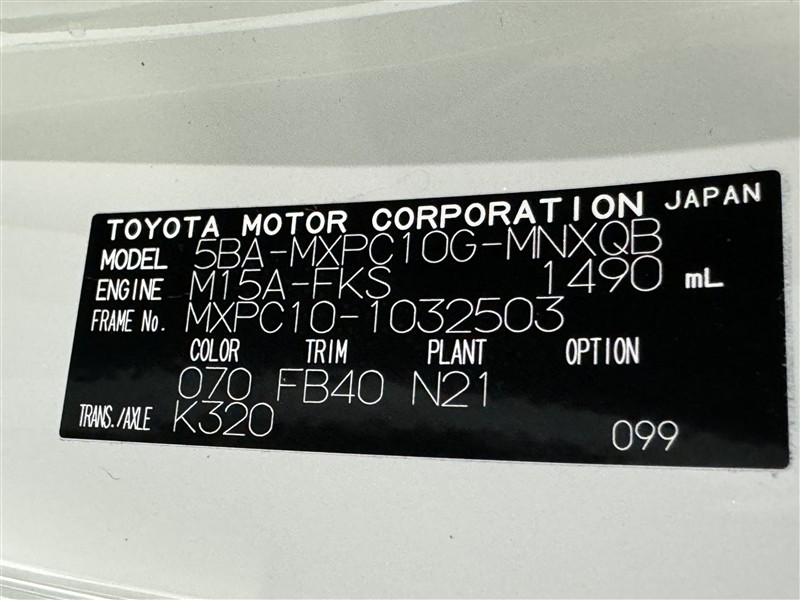 TOYOTA MOTOR CORPORATION JAPAN
MODEL 5BA-MXPC10G-MNXQB
ENGINE M15A-FKS 1490 mL
FRAME No. MXPC10-1032503
COLOR TRIM PLANT OPTION
070 FB40 N21
TRANS./AXLE K320 099